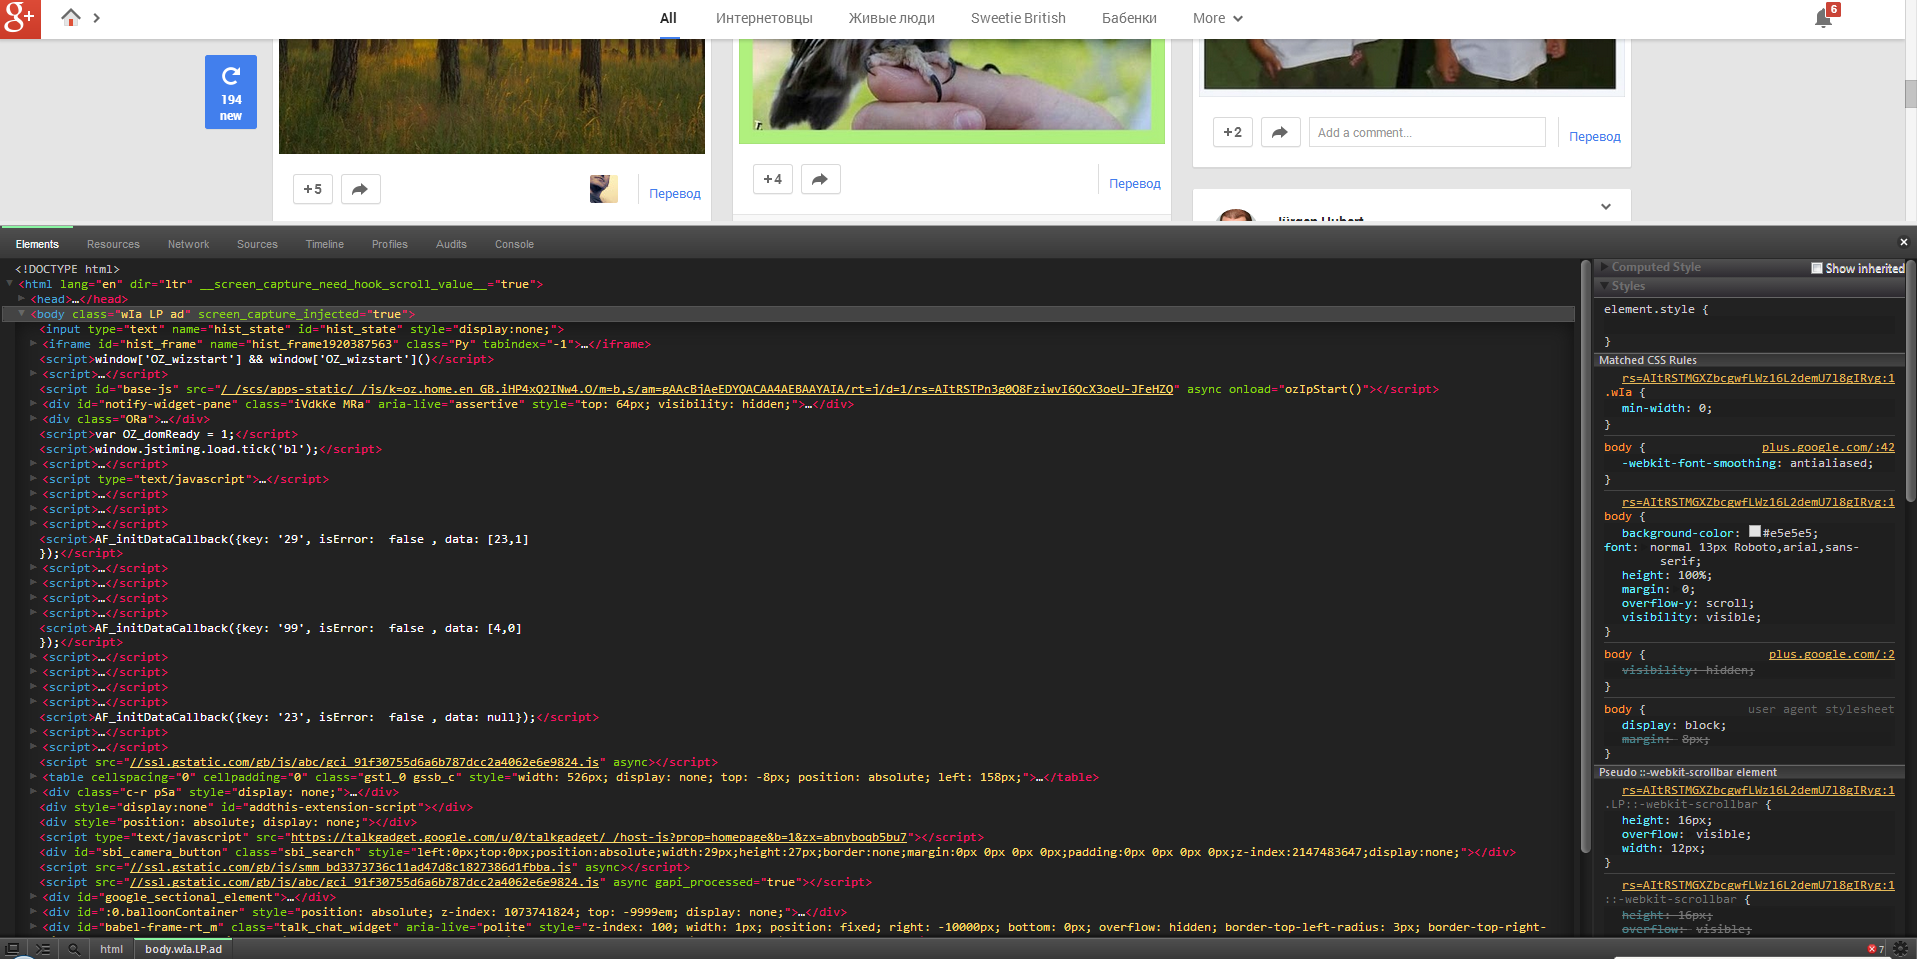 g+
All
Интернетовцы
Живые люди
Sweetie British
Бабенки
More
6
194
new
+5
Перевод
+4
Перевод
+2
Add a comment...
Перевод
Elements Resources Network Sources Timeline Profiles Audits Console
<!DOCTYPE html>
<html lang="en" dir="ltr" __screen_capture_need_hook_scroll_value__="true">
<head>…</head>
<body class="wIa LP ad" screen_capture_injected="true">
<input type="text" name="hist_state" id="hist_state" style="display:none;">
<iframe id="hist_frame" name="hist_frame1920387563" class="Py" tabindex="-1">…</iframe>
<script>window['OZ_wizstart'] && window['OZ_wizstart']()</script>
<script>…</script>
<script id="base-js" src="/_/scs/apps-static/_/js/k=oz.home.en_GB.iHP4xO2INw4.O/m=b,s/am=gAAcBjAeEDYOACAA4AEBAAYAIA/rt=j/d=1/rs=AItRSTPn3g0Q8FziwvI6QcX3oeU-JFeHZQ" async onload="ozIpStart()"></script>
<div id="notify-widget-pane" class="iVdkKe MRa" aria-live="assertive" style="top: 64px; visibility: hidden;">…</div>
<div class="ORa">…</div>
<script>var OZ_domReady = 1;</script>
<script>window.jstiming.load.tick('bl');</script>
<script>…</script>
<script type="text/javascript">…</script>
<script>…</script>
<script>…</script>
<script>…</script>
<script>AF_initDataCallback({key: '29', isError:  false , data: [23,1]
});</script>
<script>…</script>
<script>…</script>
<script>…</script>
<script>…</script>
<script>AF_initDataCallback({key: '99', isError:  false , data: [4,0]
});</script>
<script>…</script>
<script>…</script>
<script>…</script>
<script>…</script>
<script>AF_initDataCallback({key: '23', isError:  false , data: null});</script>
<script>…</script>
<script>…</script>
<script src="//ssl.gstatic.com/gb/js/abc/gci_91f30755d6a6b787dcc2a4062e6e9824.js" async></script>
<table cellspacing="0" cellpadding="0" class="gstl_0 gssb_c" style="width: 526px; display: none; top: -8px; position: absolute; left: 158px;">…</table>
<div class="c-r pSa" style="display: none;">…</div>
<div style="display:none" id="addthis-extension-script"></div>
<div style="position: absolute; display: none;"></div>
<script type="text/javascript" src="https://talkgadget.google.com/u/0/talkgadget/_/host-js?prop=homepage&b=1&zx=abnyboqb5bu7"></script>
<div id="sbi_camera_button" class="sbi_search" style="left:0px;top:0px;position:absolute;width:29px;height:27px;border:none;margin:0px 0px 0px 0px;padding:0px 0px 0px 0px;z-index:2147483647;display:none;"></div>
<script src="//ssl.gstatic.com/gb/js/smm_bd3373736c11ad47d8c1827386d1fbba.js" async></script>
<script src="//ssl.gstatic.com/gb/js/abc/gci_91f30755d6a6b787dcc2a4062e6e9824.js" async gapi_processed="true"></script>
<div id="google_sectional_element">…</div>
<div id=":0.balloonContainer" style="position: absolute; z-index: 1073741824; top: -9999em; display: none;">…</div>
<div id="babel-frame-rt_m" class="talk_chat_widget" aria-live="polite" style="z-index: 100; width: 1px; position: fixed; right: -10000px; bottom: 0px; overflow: hidden; border-top-left-radius: 3px; border-top-right-
html
body.wIa.LP.ad
Computed Style
Show inherited
Styles
element.style {
}
Matched CSS Rules
rs=AItRSTMGXZbcgwfLWz16L2demU7l8gIRyg:1
.wIa {
min-width: 0;
}
body {
plus.google.com/:42
-webkit-font-smoothing: antialiased;
}
rs=AItRSTMGXZbcgwfLWz16L2demU7l8gIRyg:1
body {
background-color: #e5e5e5;
font: normal 13px Roboto,arial,sans-
serif;
height: 100%;
margin: 0;
overflow-y: scroll;
visibility: visible;
}
body {
plus.google.com/:2
visibility: hidden;
}
body {
user agent stylesheet
display: block;
margin: 8px;
}
Pseudo ::-webkit-scrollbar element
rs=AItRSTMGXZbcgwfLWz16L2demU7l8gIRyg:1
.LP::-webkit-scrollbar {
height: 16px;
overflow: visible;
width: 12px;
}
rs=AItRSTMGXZbcgwfLWz16L2demU7l8gIRyg:1
::-webkit-scrollbar {
height: 16px;
overflow: visible;
7